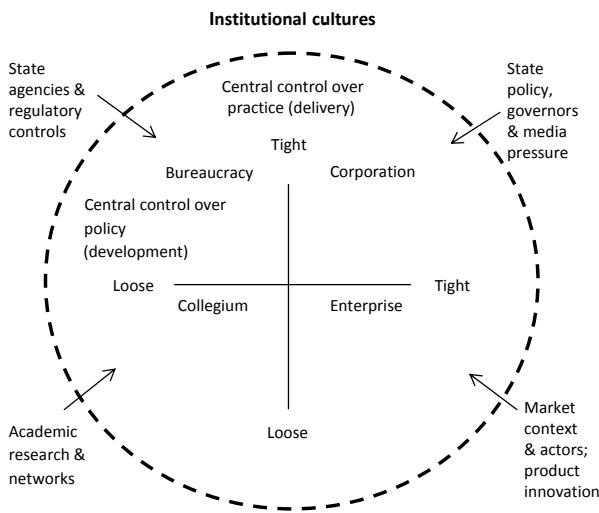 Institutional cultures
State
agencies &
regulatory
controls
Central control over
practice (delivery)
State
policy,
governors
& media
pressure
Tight
Bureaucracy
Corporation
Central control over
policy
(development)
Loose
Tight
Collegium
Enterprise
Loose
Academic
research &
networks
Market
context
& actors;
product
innovation